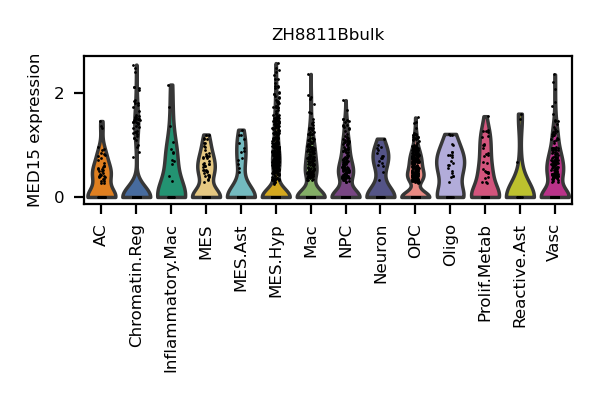 ZH8811Bbulk
MED15 expression
2
0
AC
Chromatin.Reg
Inflammatory.Mac
MES
MES.Ast
MES.Hyp
Mac
NPC
Neuron
OPC
Oligo
Prolif.Metab
Reactive.Ast
Vasc